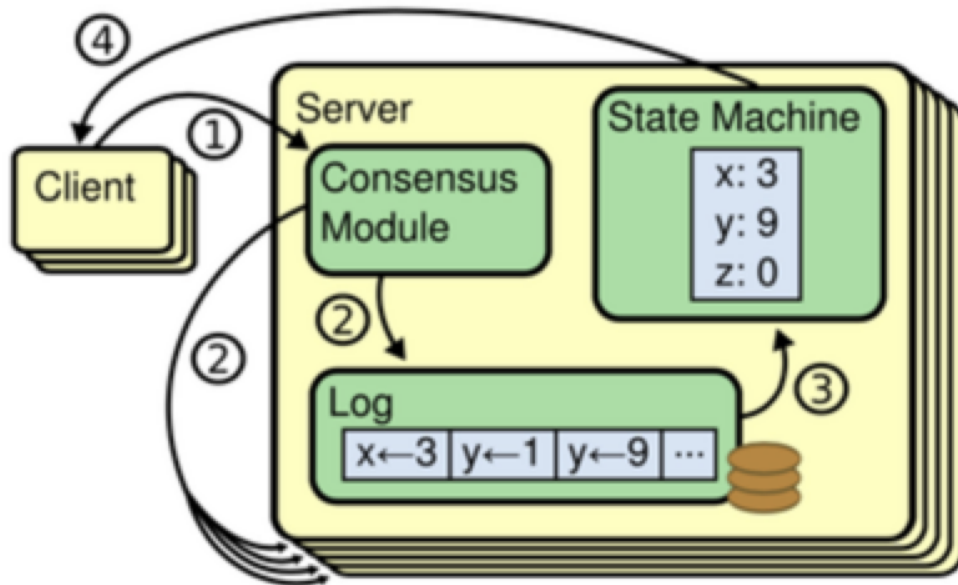 ④
①
Server
State Machine
Client
Consensus
Module
x: 3
y: 9
z: 0
②
②
③
Log
x←3 y←1 y←9 ...